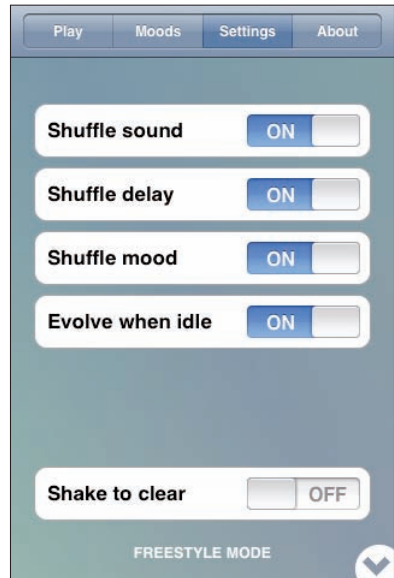 Play Moods Settings About
Shuffle sound ON
Shuffle delay ON
Shuffle mood ON
Evolve when idle ON
Shake to clear OFF
FREESTYLE MODE